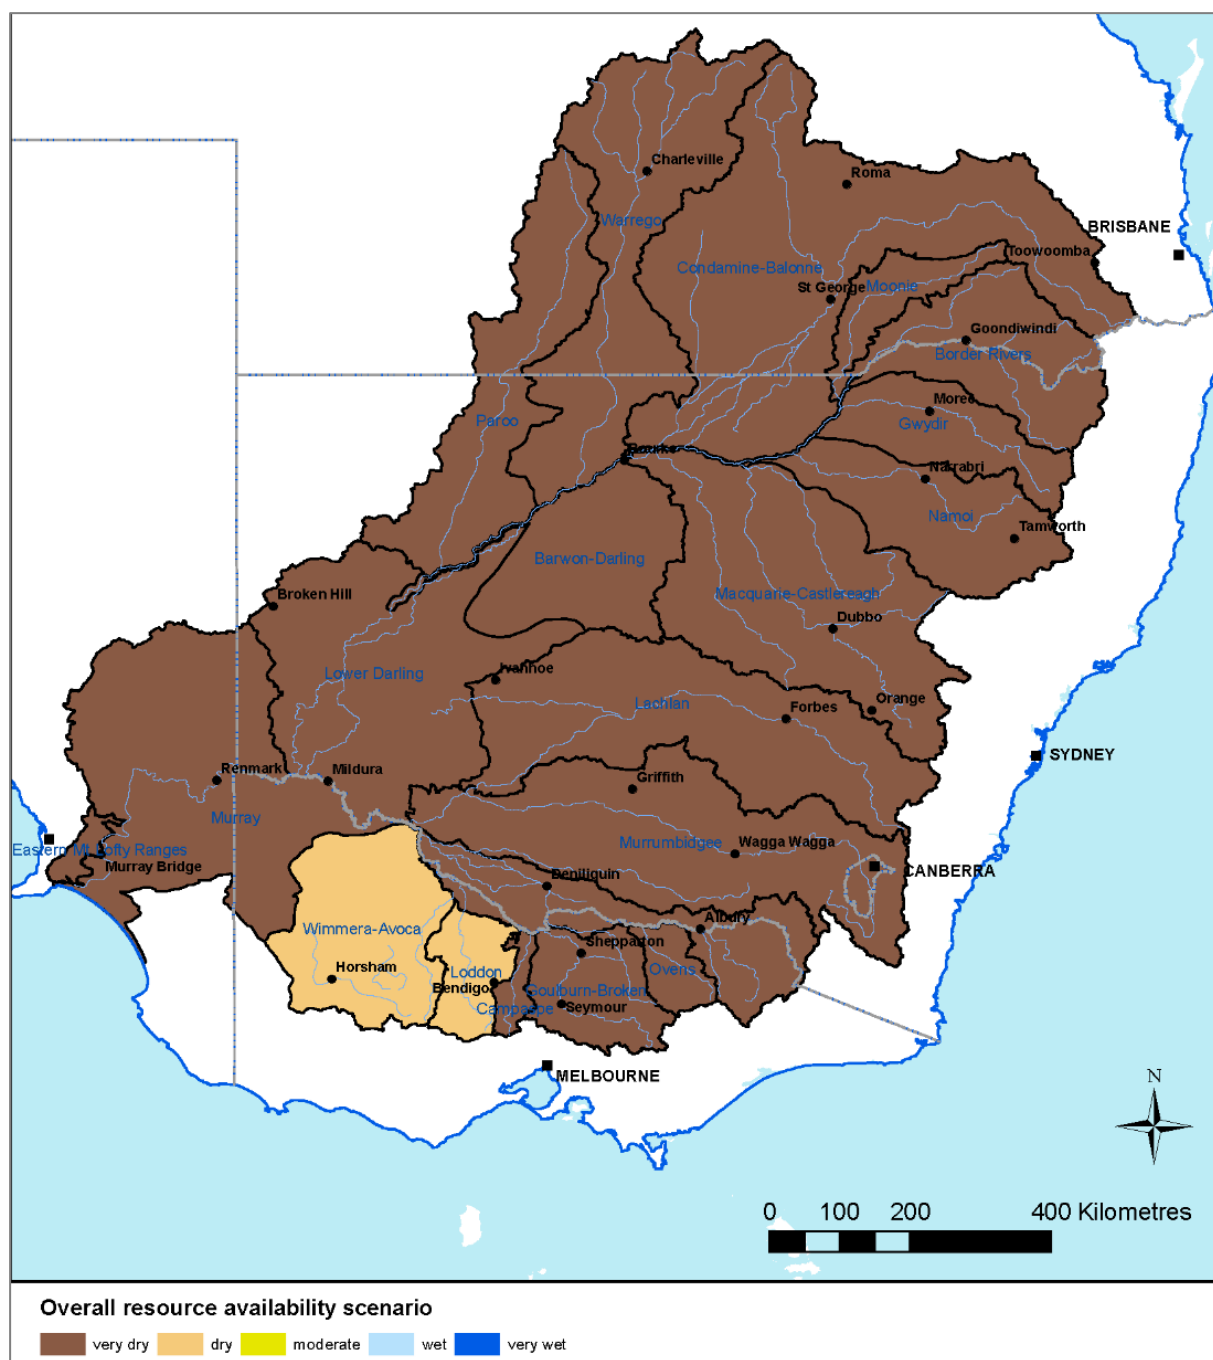 Charleville
Roma
BRISBANE
Warrego
Toowoomba
Condamine-Balonne
St George
Moonie
Goondiwindi
Border Rivers
Moree
Paroo
Gwydir
Bourke
Narrabri
Namoi
Tamworth
Barwon-Darling
Broken Hill
Macquarie-Castlereagh
Dubbo
Ivanhoe
Lower Darling
Lachlan
Orange
Forbes
SYDNEY
Renmark
Mildura
Griffith
Murray
Murrumbidgee
Wagga Wagga
Eastern Mt Lofty Ranges
Murray Bridge
CANBERRA
Deniliquin
Albury
Wimmera-Avoca
Shepparton
Horsham
Loddon
Ovens
Bendigo
Goulburn-Broken
Campaspe
Seymour
MELBOURNE
N
0 100 200 400 Kilometres
Overall resource availability scenario
very dry dry moderate wet very wet